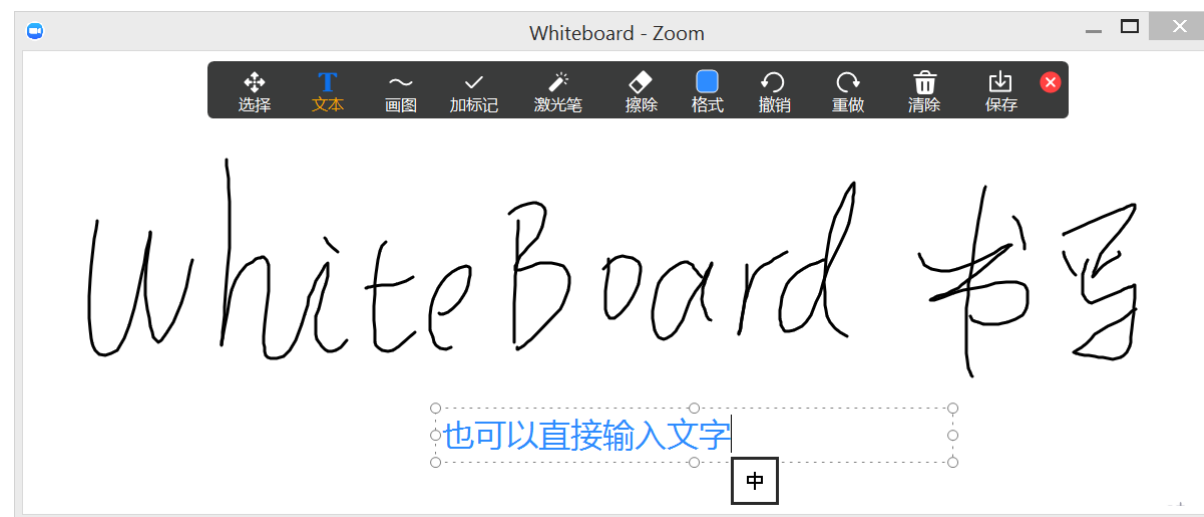 Whiteboard - Zoom
选择 文本 画图 加标记 激光笔 擦除 格式 撤销 重做 清除 保存
WhiteBoard 书写
也可以直接输入文字
中